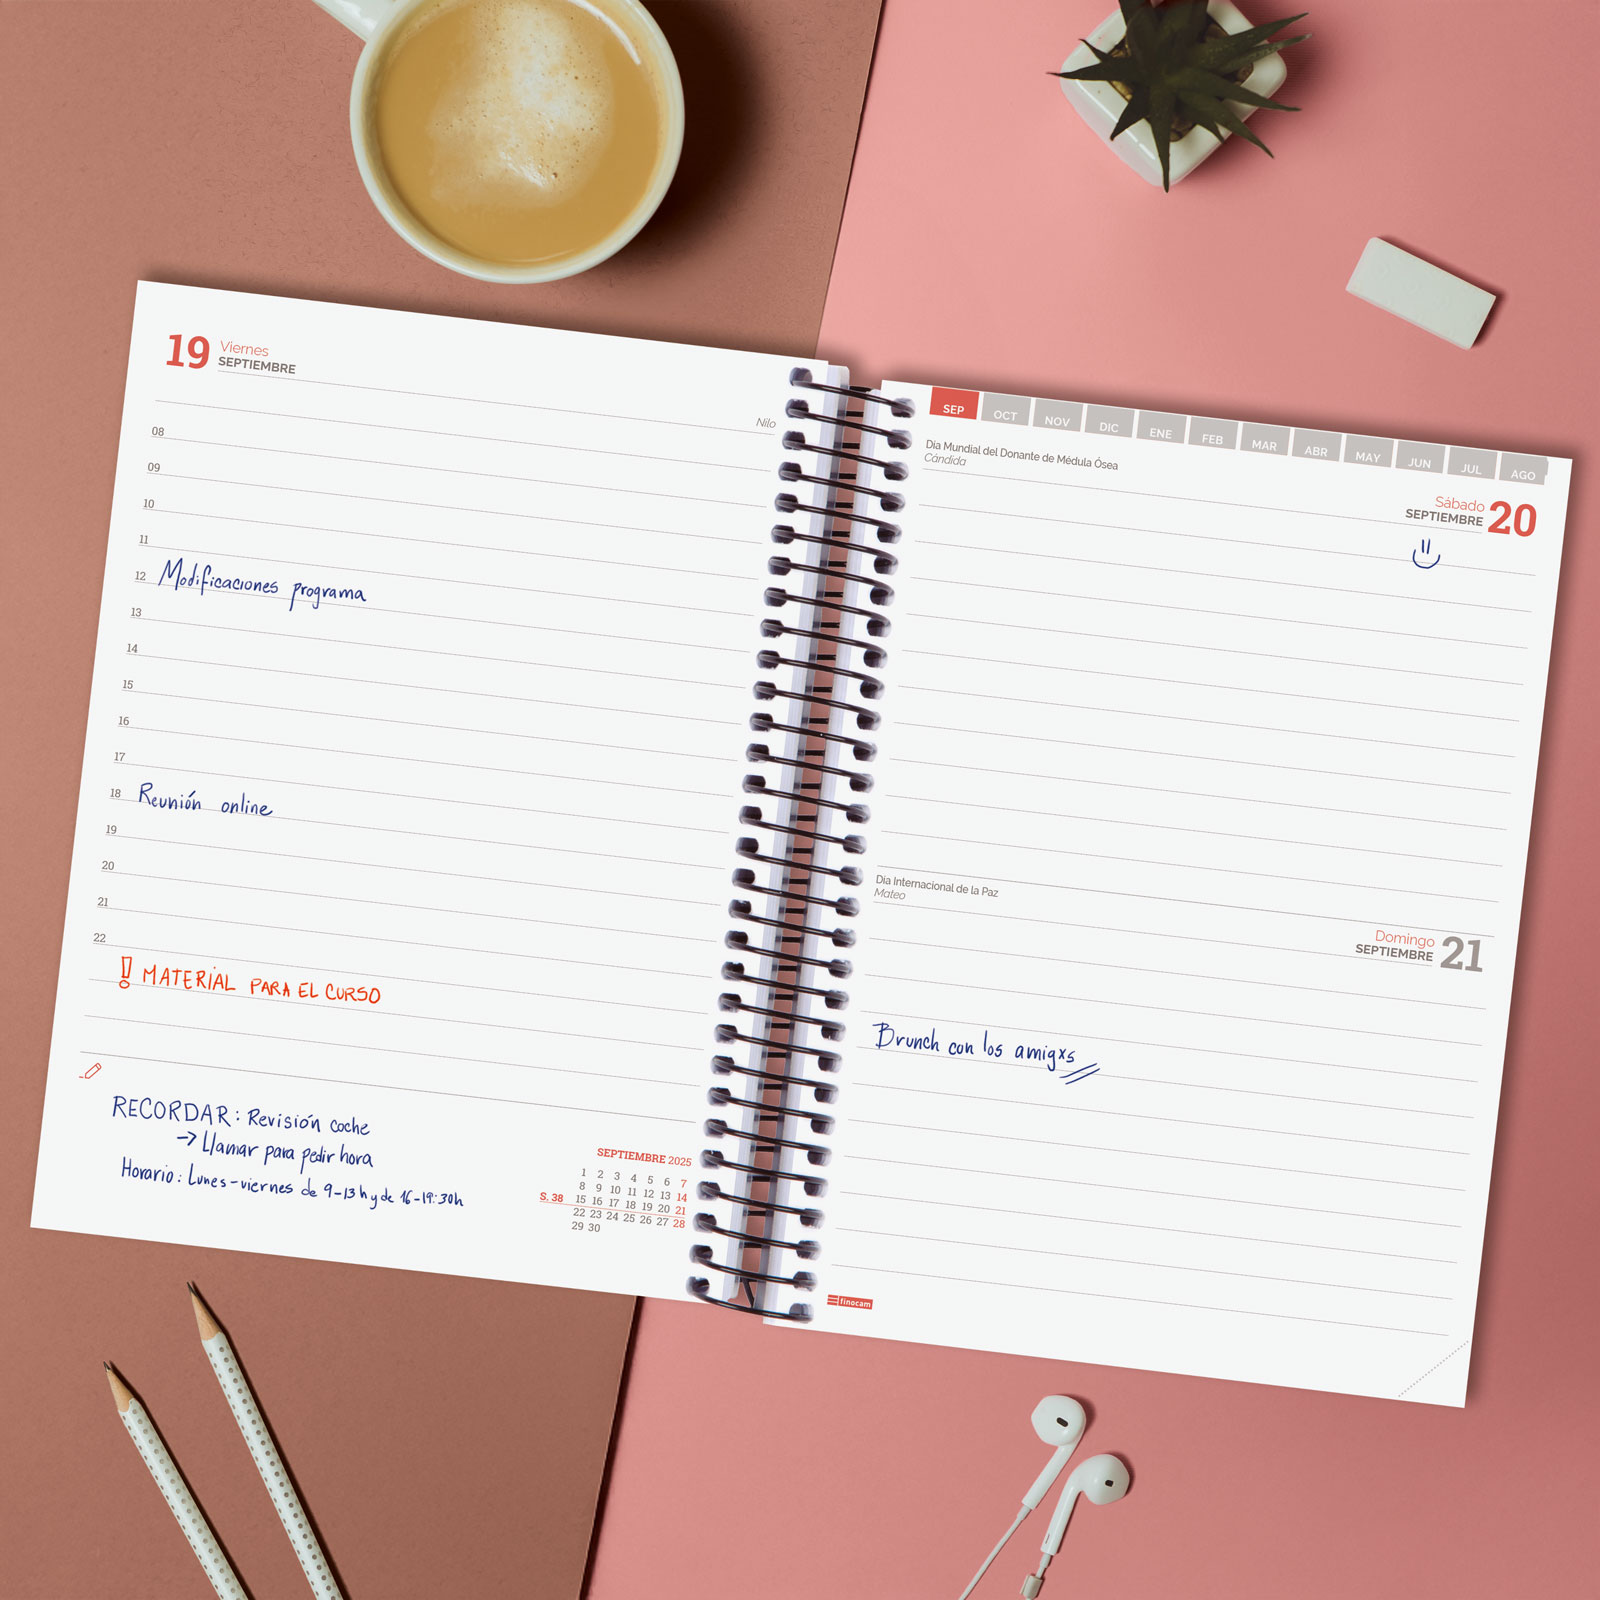 19 Viernes
SEPTIEMBRE
Nilo
08
09
10
11
12 Modificaciones programa
13
14
15
16
17
18 Reunión online
19
20
21
22
! MATERIAL PARA EL CURSO
RECORDAR: Revisión coche
→ Llamar para pedir hora
Horario: Lunes-viernes de 9-13h y de 16-19:30h
SEPTIEMBRE 2025
1 2 3 4 5 6 7
8 9 10 11 12 13 14
S. 38 15 16 17 18 19 20 21
22 23 24 25 26 27 28
29 30
SEP OCT NOV DIC ENE FEB MAR ABR MAY JUN JUL AGO
Día Mundial del Donante de Médula Ósea
Cándida
Sábado
SEPTIEMBRE 20
Día Internacional de la Paz
Mateo
Domingo
SEPTIEMBRE 21
Brunch con los amigxs
finocam